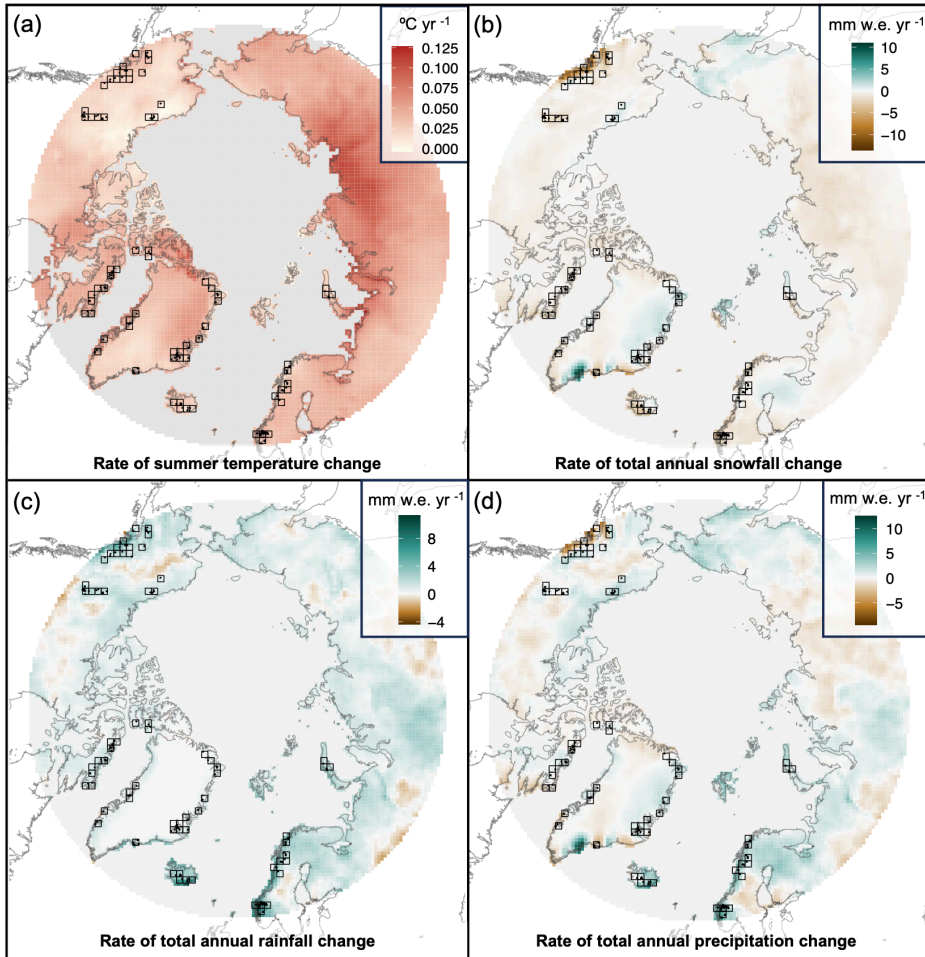 (a)
ºC yr -1
0.125
0.100
0.075
0.050
0.025
0.000
Rate of summer temperature change
(b)
mm w.e. yr -1
10
5
0
−5
−10
Rate of total annual snowfall change
(c)
mm w.e. yr -1
8
4
0
−4
Rate of total annual rainfall change
(d)
mm w.e. yr -1
10
5
0
−5
Rate of total annual precipitation change